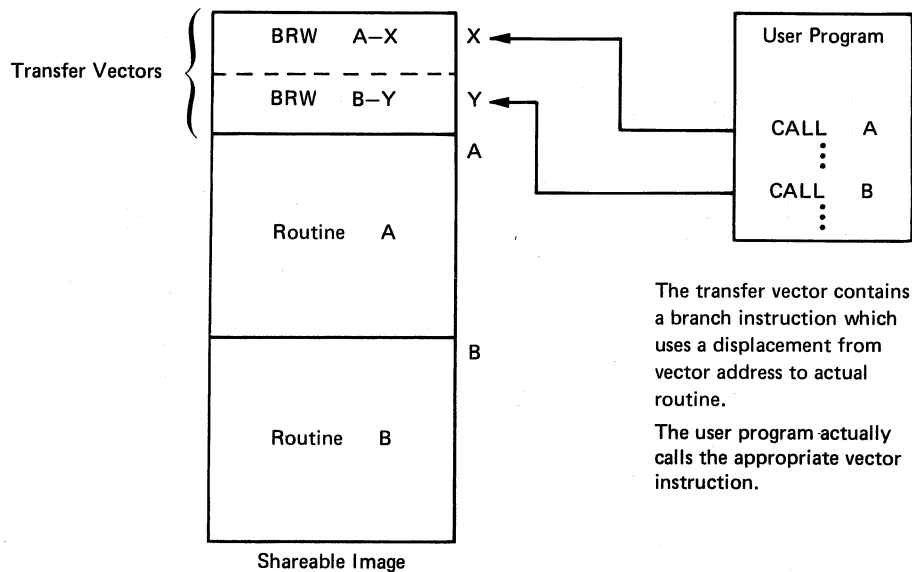 Transfer Vectors
BRW A–X
X
BRW B–Y
Y
A
Routine A
B
Routine B
Shareable Image
User Program
CALL A
CALL B
The transfer vector contains
a branch instruction which
uses a displacement from
vector address to actual
routine.
The user program actually
calls the appropriate vector
instruction.